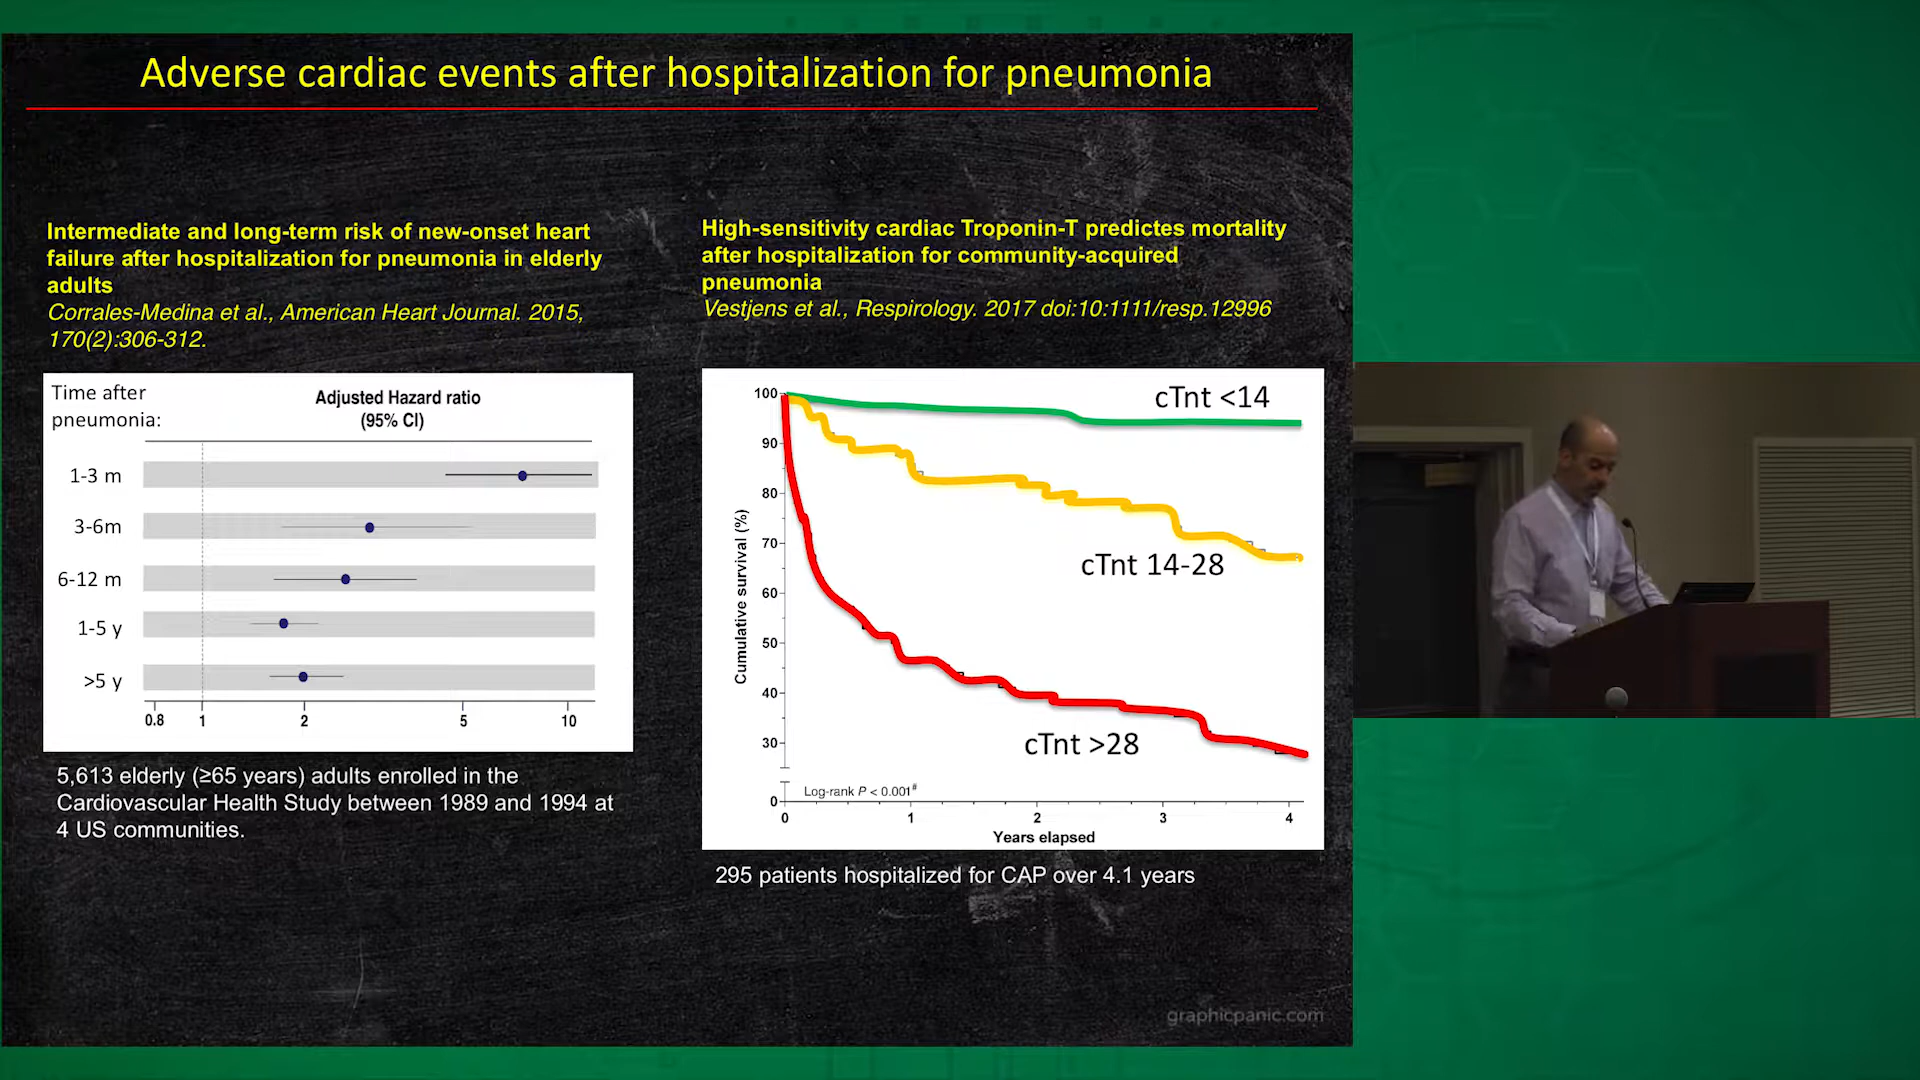 Adverse cardiac events after hospitalization for pneumonia
Intermediate and long-term risk of new-onset heart
failure after hospitalization for pneumonia in elderly
adults
Corrales-Medina et al., American Heart Journal. 2015,
170(2):306-312.
Time after
pneumonia:
Adjusted Hazard ratio
(95% CI)
1-3 m
3-6m
6-12 m
1-5 y
>5 y
0.8 1 2 5 10
5,613 elderly (≥65 years) adults enrolled in the
Cardiovascular Health Study between 1989 and 1994 at
4 US communities.
High-sensitivity cardiac Troponin-T predictes mortality
after hospitalization for community-acquired
pneumonia
Vestjens et al., Respirology. 2017 doi:10:1111/resp.12996
Cumulative survival (%)
100
90
80
70
60
50
40
30
0
cTnt <14
cTnt 14-28
cTnt >28
Log-rank P < 0.001#
0 1 2 3 4
Years elapsed
295 patients hospitalized for CAP over 4.1 years
graphicpanic.com